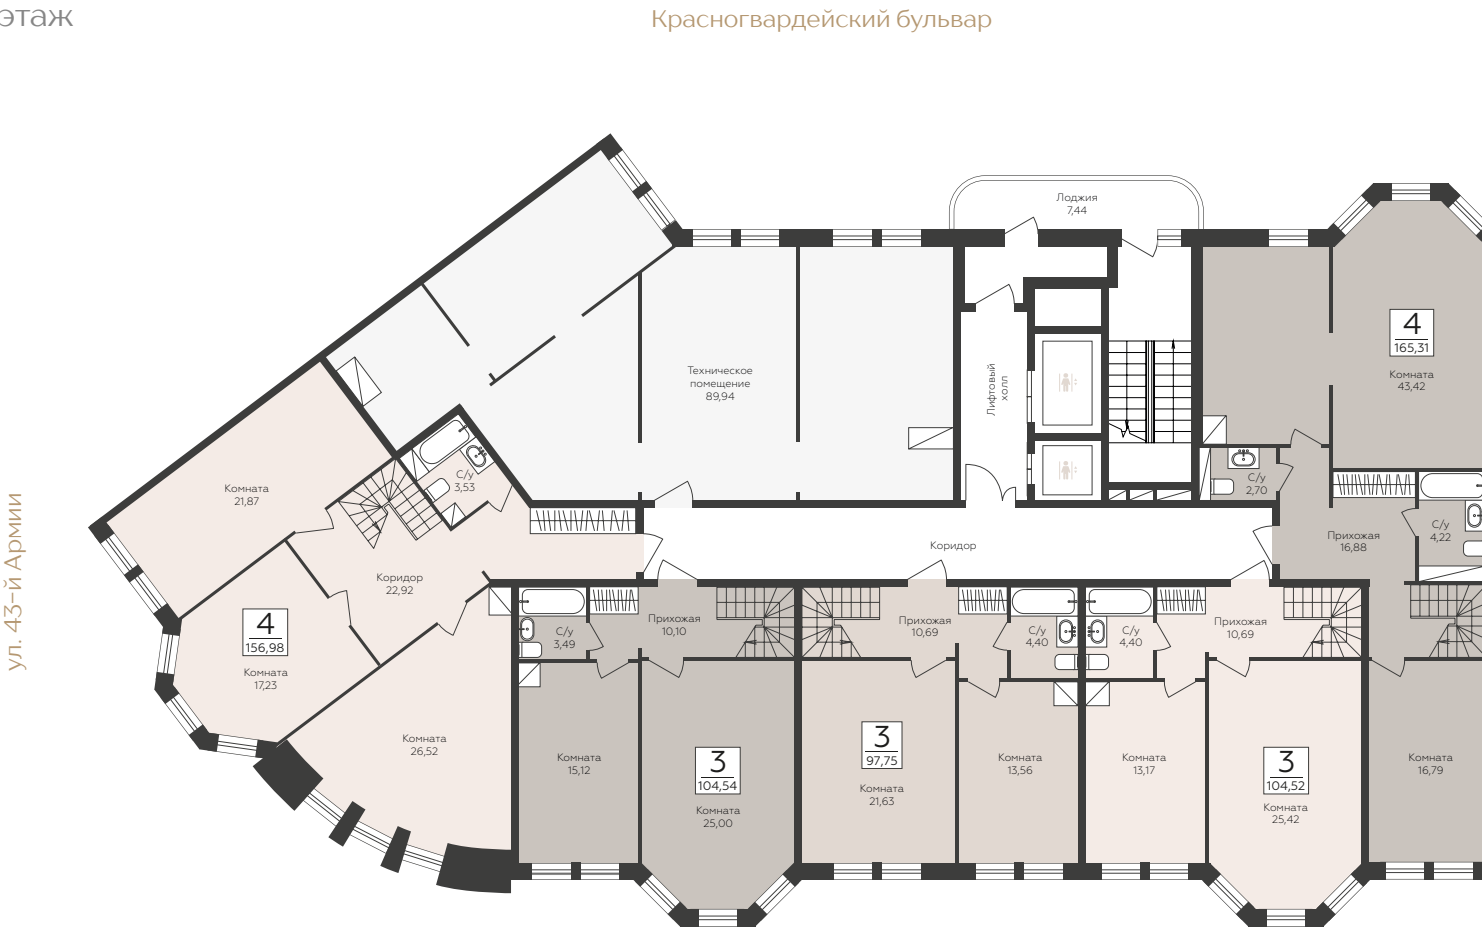 этаж
Красногвардейский бульвар
ул. 43-й Армии
Лоджия
7,44
4
165,31
Комната
43,42
Техническое
помещение
89,94
Лифтовый
холл
С/у
3,53
Комната
21,87
С/у
2,70
С/у
4,22
Прихожая
16,88
Коридор
Коридор
22,92
4
156,98
Комната
17,23
С/у
3,49
Прихожая
10,10
Прихожая
10,69
С/у
4,40
С/у
4,40
Прихожая
10,69
Комната
26,52
Комната
15,12
3
104,54
Комната
25,00
3
97,75
Комната
21,63
Комната
13,56
Комната
13,17
3
104,52
Комната
25,42
Комната
16,79